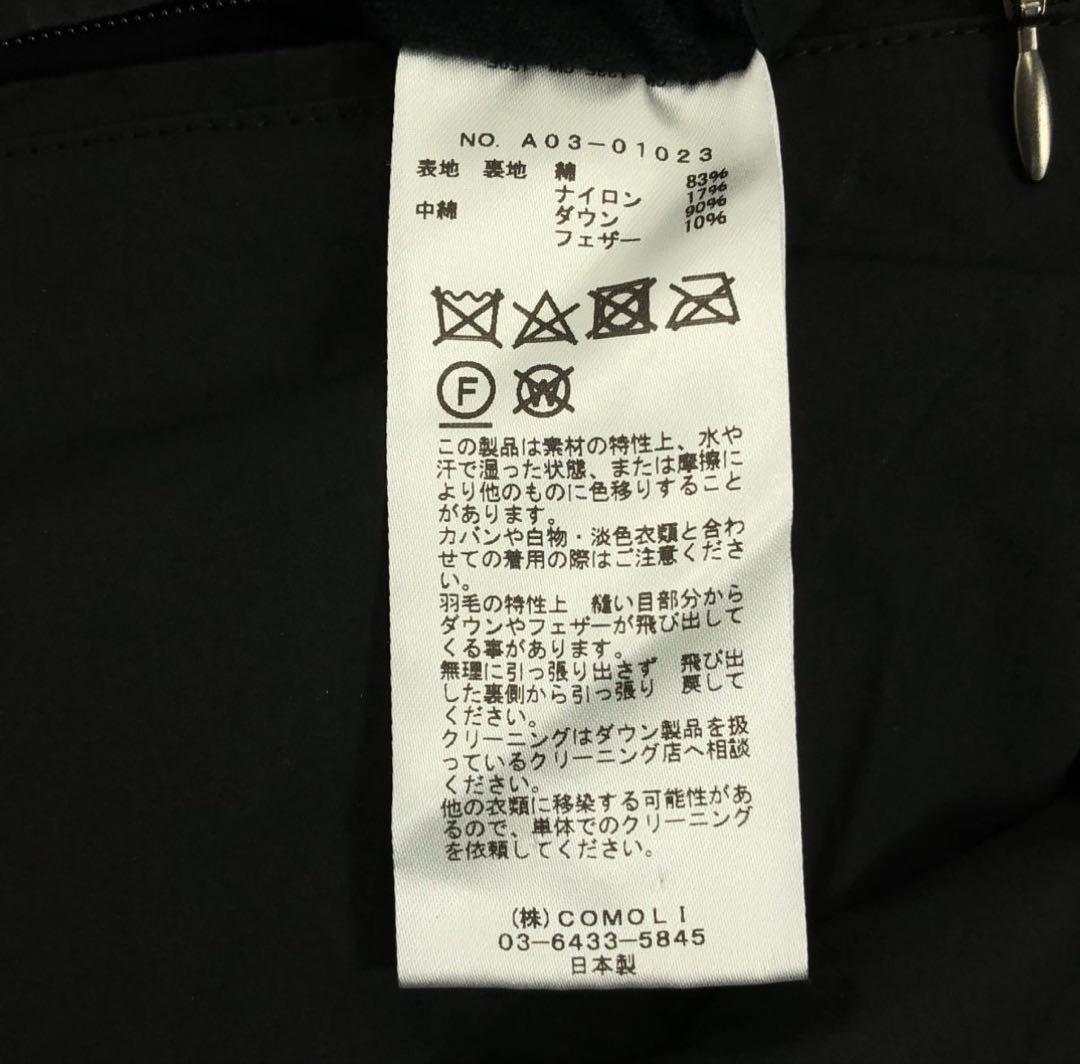 NO. A03-01023
表地 裏地 綿 83%
ナイロン 17%
中綿 ダウン 90%
フェザー 10%
F W
この製品は素材の特性上、水や
汗で湿った状態、または摩擦に
より他のものに色移りすること
があります。
カバンや白物・淡色衣類と合わ
せての着用の際はご注意くださ
い。
羽毛の特性上 縫い目部分から
ダウンやフェザーが飛び出して
くる事があります。
無理に引っ張り出さず 飛び出
した裏側から引っ張り 戻して
ください。
クリーニングはダウン製品を扱
っているクリーニング店へ相談
ください。
他の衣類に移染する可能性があ
るので、単体でのクリーニング
を依頼してください。
(株)COMOLI
03-6433-5845
日本製